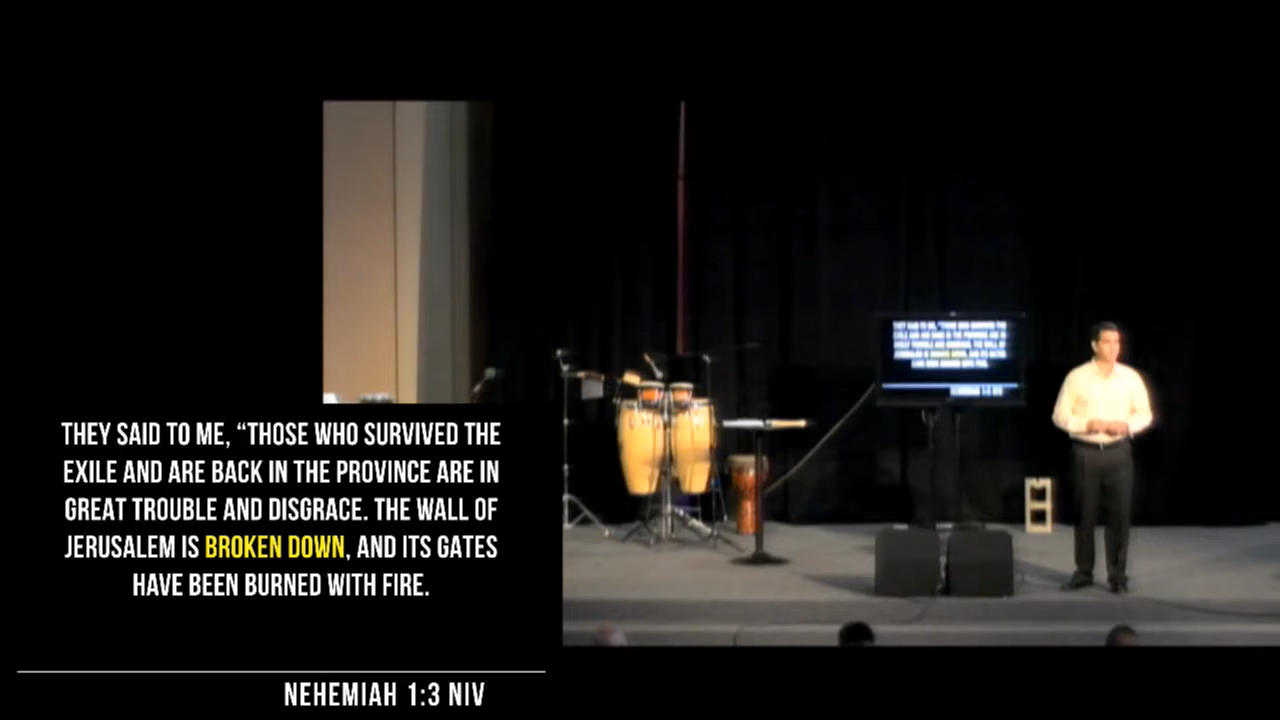 THEY SAID TO ME, “THOSE WHO SURVIVED THE
EXILE AND ARE BACK IN THE PROVINCE ARE IN
GREAT TROUBLE AND DISGRACE. THE WALL OF
JERUSALEM IS BROKEN DOWN, AND ITS GATES
HAVE BEEN BURNED WITH FIRE.
NEHEMIAH 1:3 NIV